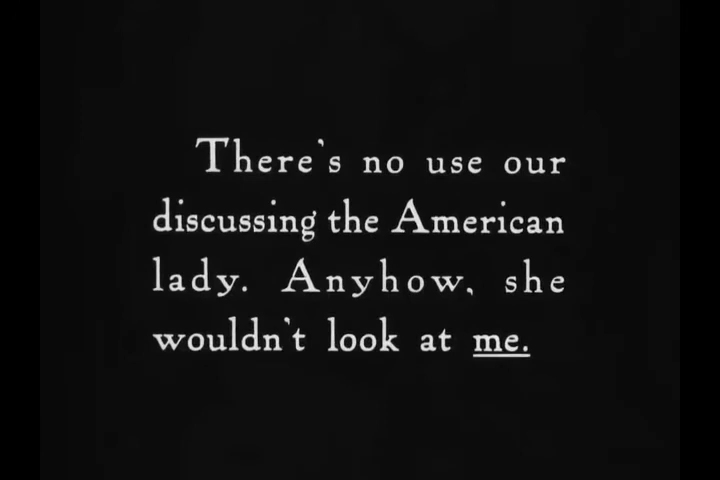 There's no use our
discussing the American
lady. Anyhow, she
wouldn't look at me.